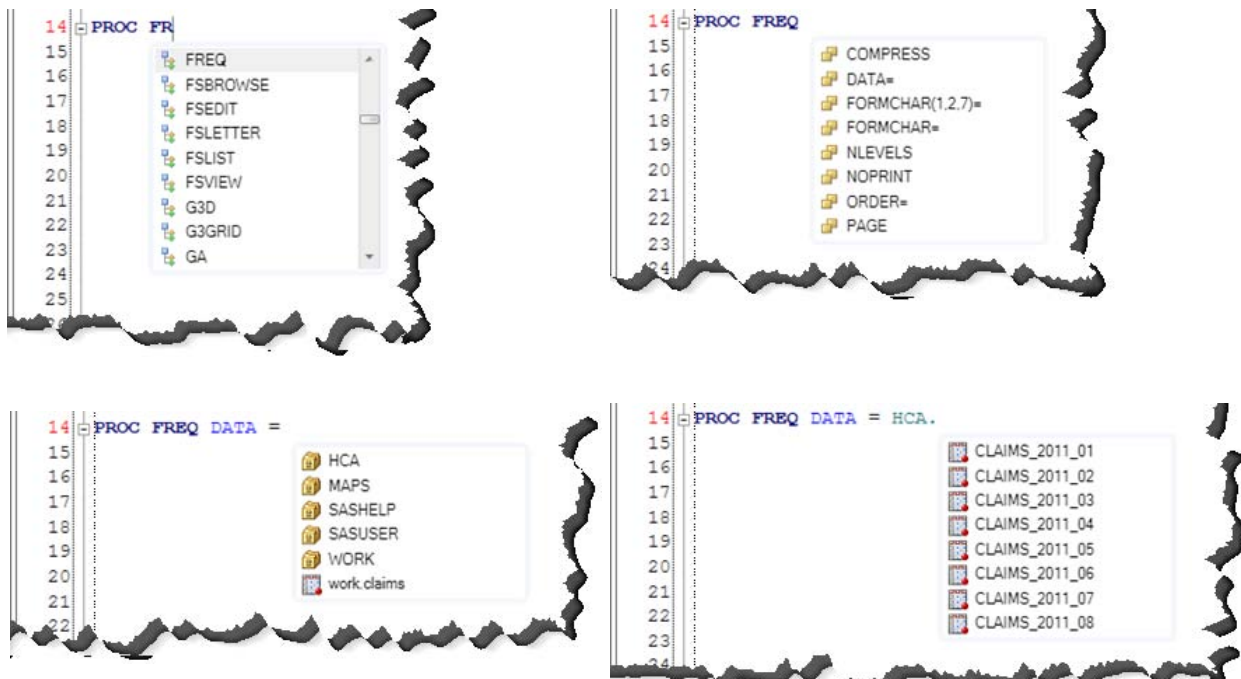 14 PROC FR
15 FREQ
16 FSBROWSE
17 FSEDIT
18 FSLETTER
19 FSLIST
20 FSVIEW
21 G3D
22 G3GRID
23 GA
24
25
14 PROC FREQ
15 COMPRESS
16 DATA=
17 FORMCHAR(1,2,7)=
18 FORMCHAR=
19 NLEVELS
20 NOPRINT
21 ORDER=
22 PAGE
23
24
14 PROC FREQ DATA =
15 HCA
16 MAPS
17 SASHELP
18 SASUSER
19 WORK
20 work.claims
21
22
14 PROC FREQ DATA = HCA.
15 CLAIMS_2011_01
16 CLAIMS_2011_02
17 CLAIMS_2011_03
18 CLAIMS_2011_04
19 CLAIMS_2011_05
20 CLAIMS_2011_06
21 CLAIMS_2011_07
22 CLAIMS_2011_08
23
24